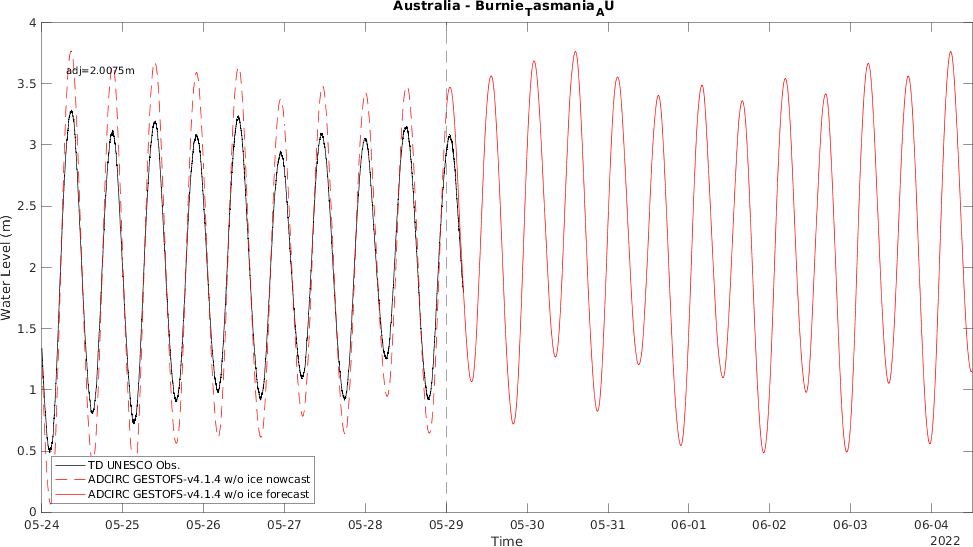 Australia - BurnieTasmaniaAU
adj=2.0075m
Water Level (m)
4
3.5
3
2.5
2
1.5
1
0.5
0
TD UNESCO Obs.
ADCIRC GESTOFS-v4.1.4 w/o ice nowcast
ADCIRC GESTOFS-v4.1.4 w/o ice forecast
05-24 05-25 05-26 05-27 05-28 05-29 05-30 05-31 06-01 06-02 06-03 06-04
Time
2022